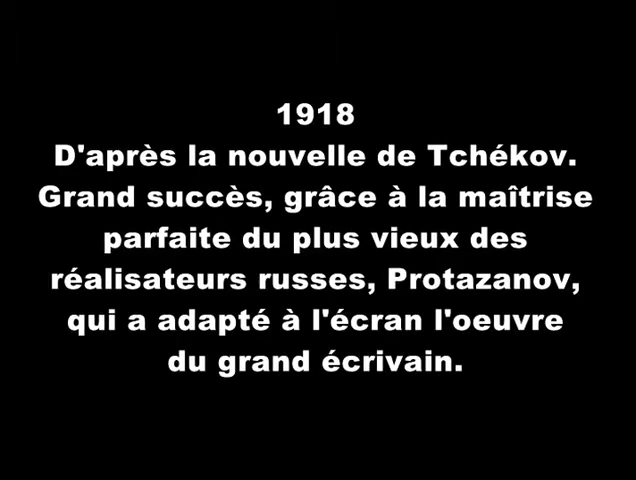 1918
D'après la nouvelle de Tchékov.
Grand succès, grâce à la maîtrise
parfaite du plus vieux des
réalisateurs russes, Protazanov,
qui a adapté à l'écran l'oeuvre
du grand écrivain.